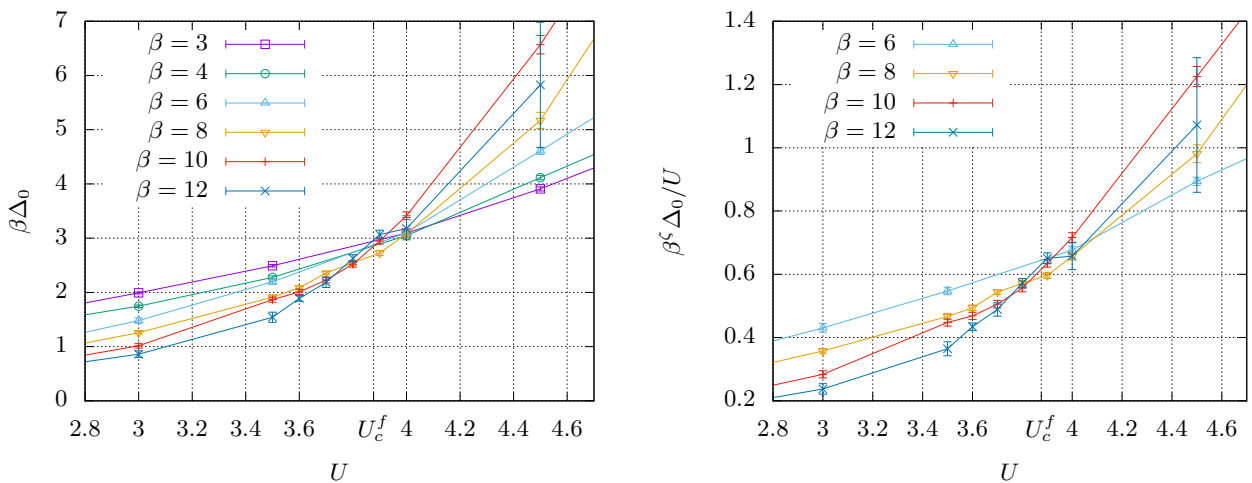 7
6
5
4
3
2
1
0
βΔ₀
β = 3
β = 4
β = 6
β = 8
β = 10
β = 12
2.8 3 3.2 3.4 3.6 U_c^f 4 4.2 4.4 4.6
U
1.4
1.2
1
0.8
0.6
0.4
0.2
β^ζ Δ₀/U
β = 6
β = 8
β = 10
β = 12
2.8 3 3.2 3.4 3.6 U_c^f 4 4.2 4.4 4.6
U